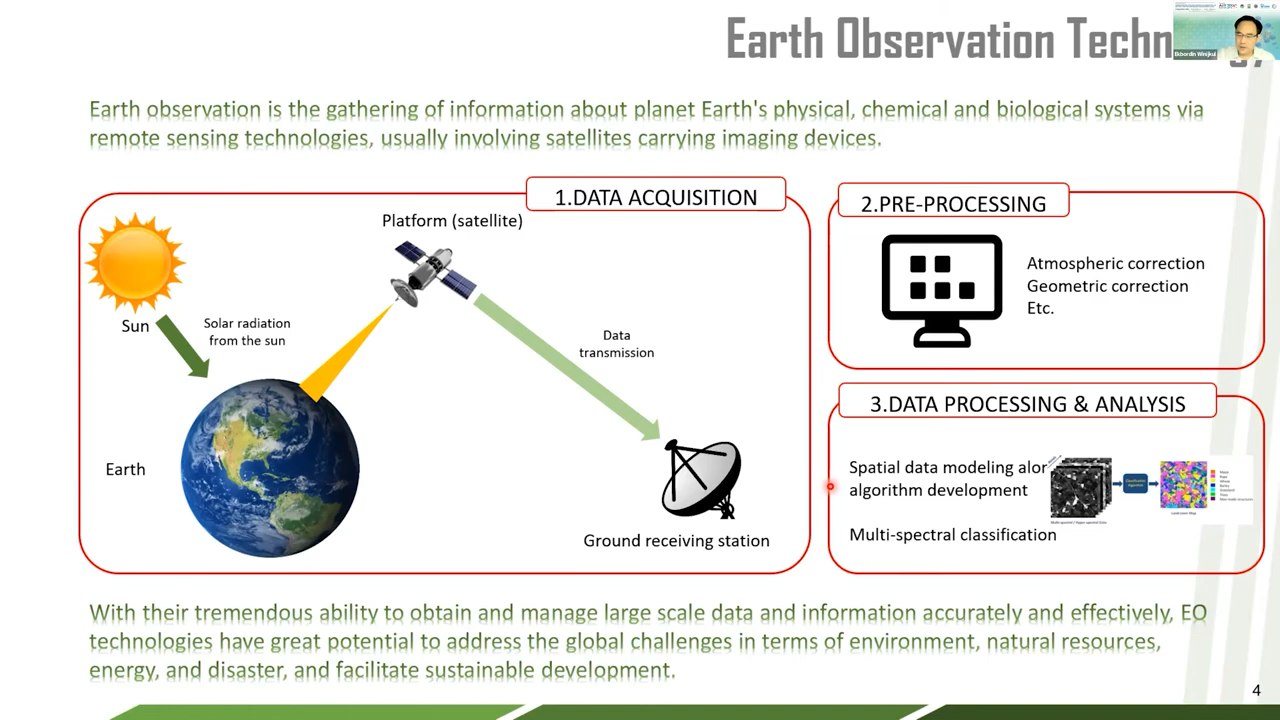 Earth Observation Techn
Ekbordin Winijkul
Earth observation is the gathering of information about planet Earth's physical, chemical and biological systems via
remote sensing technologies, usually involving satellites carrying imaging devices.
1.DATA ACQUISITION
Platform (satellite)
Sun
Solar radiation
from the sun
Data
transmission
Earth
Ground receiving station
2.PRE-PROCESSING
Atmospheric correction
Geometric correction
Etc.
3.DATA PROCESSING & ANALYSIS
Spatial data modeling alor
algorithm development
Multi-spectral classification
Classification
Algorithm
With their tremendous ability to obtain and manage large scale data and information accurately and effectively, EO
technologies have great potential to address the global challenges in terms of environment, natural resources,
energy, and disaster, and facilitate sustainable development.
4